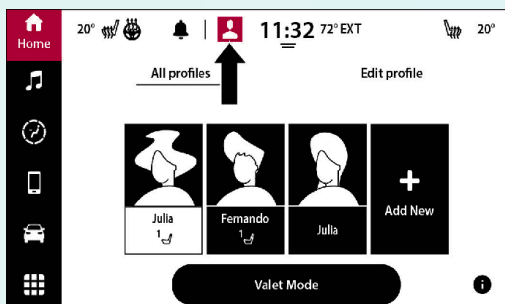 Home
20° 11:32 72° EXT 20°
All profiles Edit profile
Julia Fernando Julia Add New
1 1
Valet Mode
i